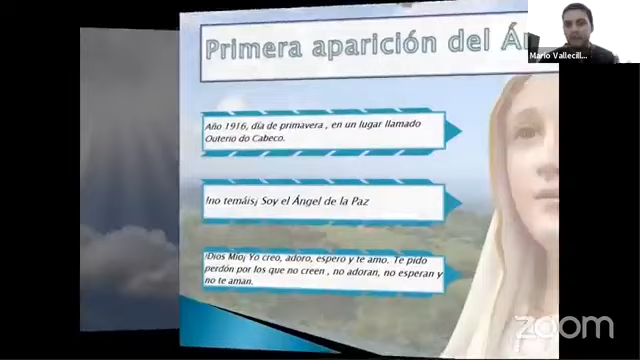 Primera aparición del Án
Mario Vallecill...
Año 1916, día de primavera , en un lugar llamado
Outerio do Cabeco.
!no temáis¡ Soy el Ángel de la Paz
¡Dios Mío¡ Yo creo, adoro, espero y te amo. Te pido
perdón por los que no creen , no adoran, no esperan y
no te aman.
zoom